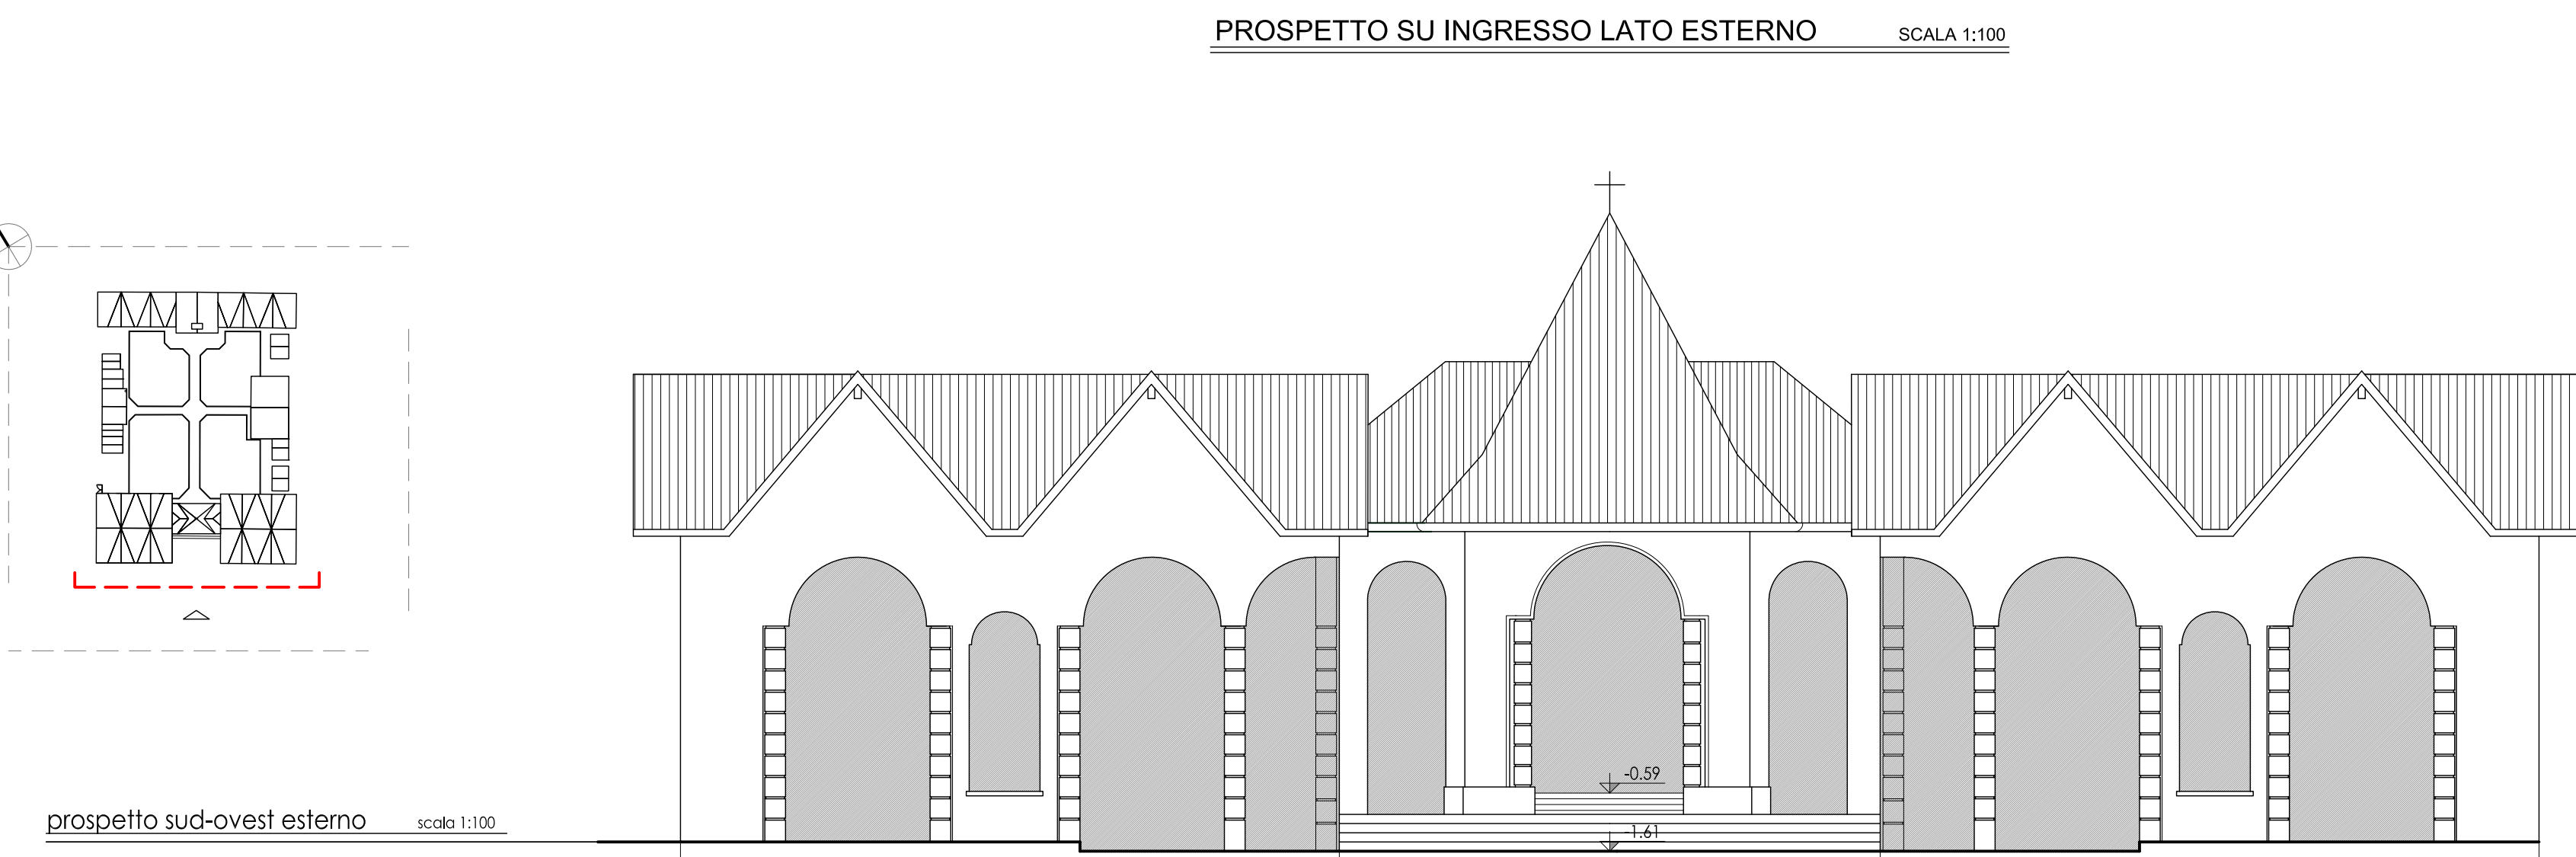 PROSPETTO SU INGRESSO LATO ESTERNO SCALA 1:100
-0.59
prospetto sud-ovest esterno scala 1:100
-1.61